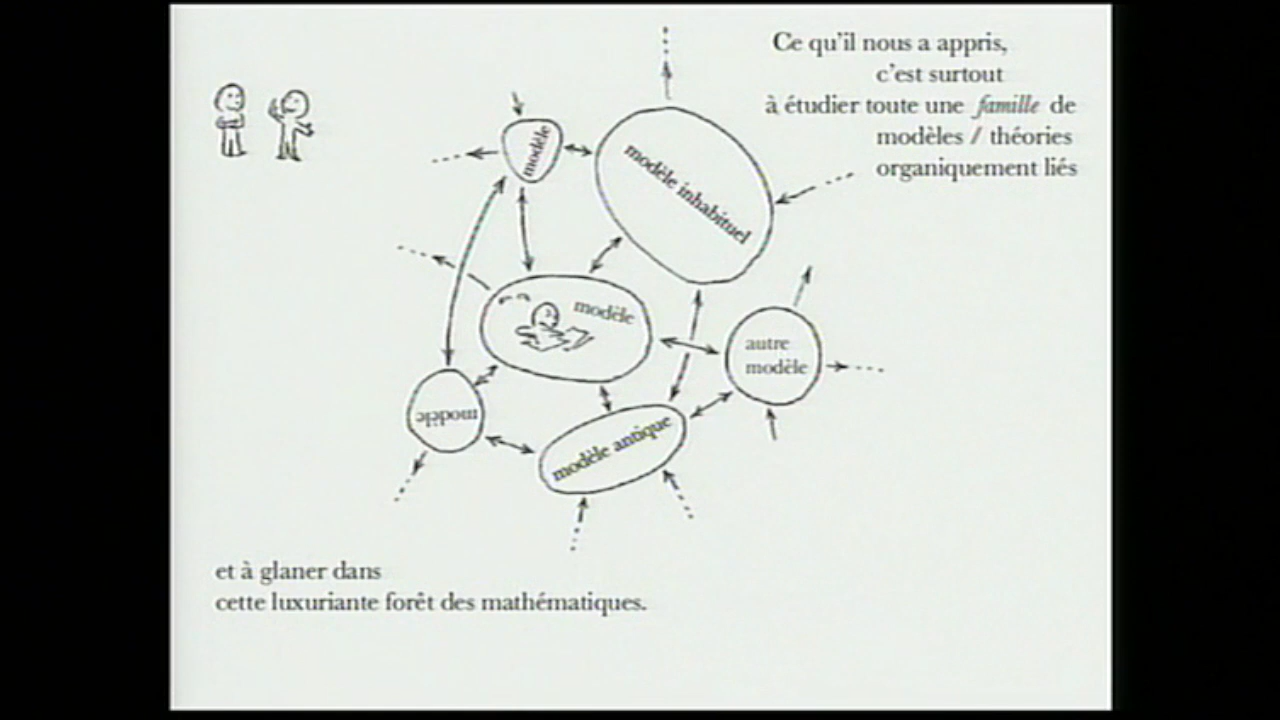 Ce qu'il nous a appris,
c'est surtout
à étudier toute une famille de
modèles / théories
organiquement liés
modèle
modèle inhabituel
modèle
autre
modèle
modèle
modèle antique
et à glaner dans
cette luxuriante forêt des mathématiques.